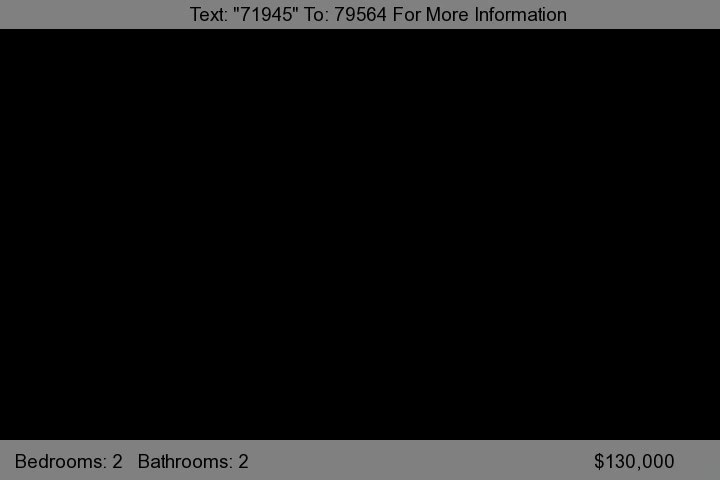 Text: "71945" To: 79564 For More Information
Bedrooms: 2 Bathrooms: 2 $130,000